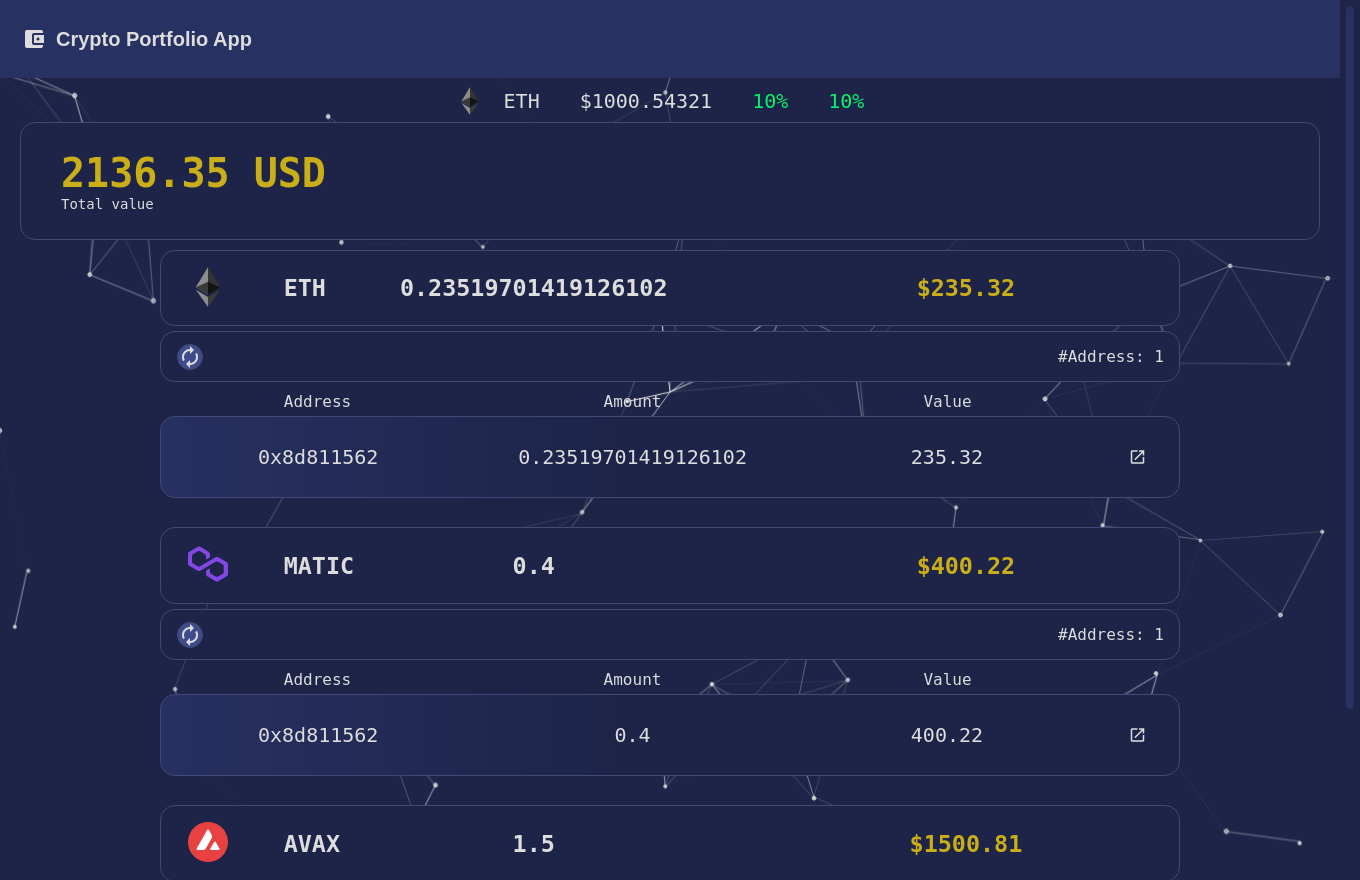 Crypto Portfolio App
ETH $1000.54321 10% 10%
2136.35 USD
Total value
ETH 0.23519701419126102 $235.32
#Address: 1
Address Amount Value
0x8d811562 0.23519701419126102 235.32
MATIC 0.4 $400.22
#Address: 1
Address Amount Value
0x8d811562 0.4 400.22
AVAX 1.5 $1500.81